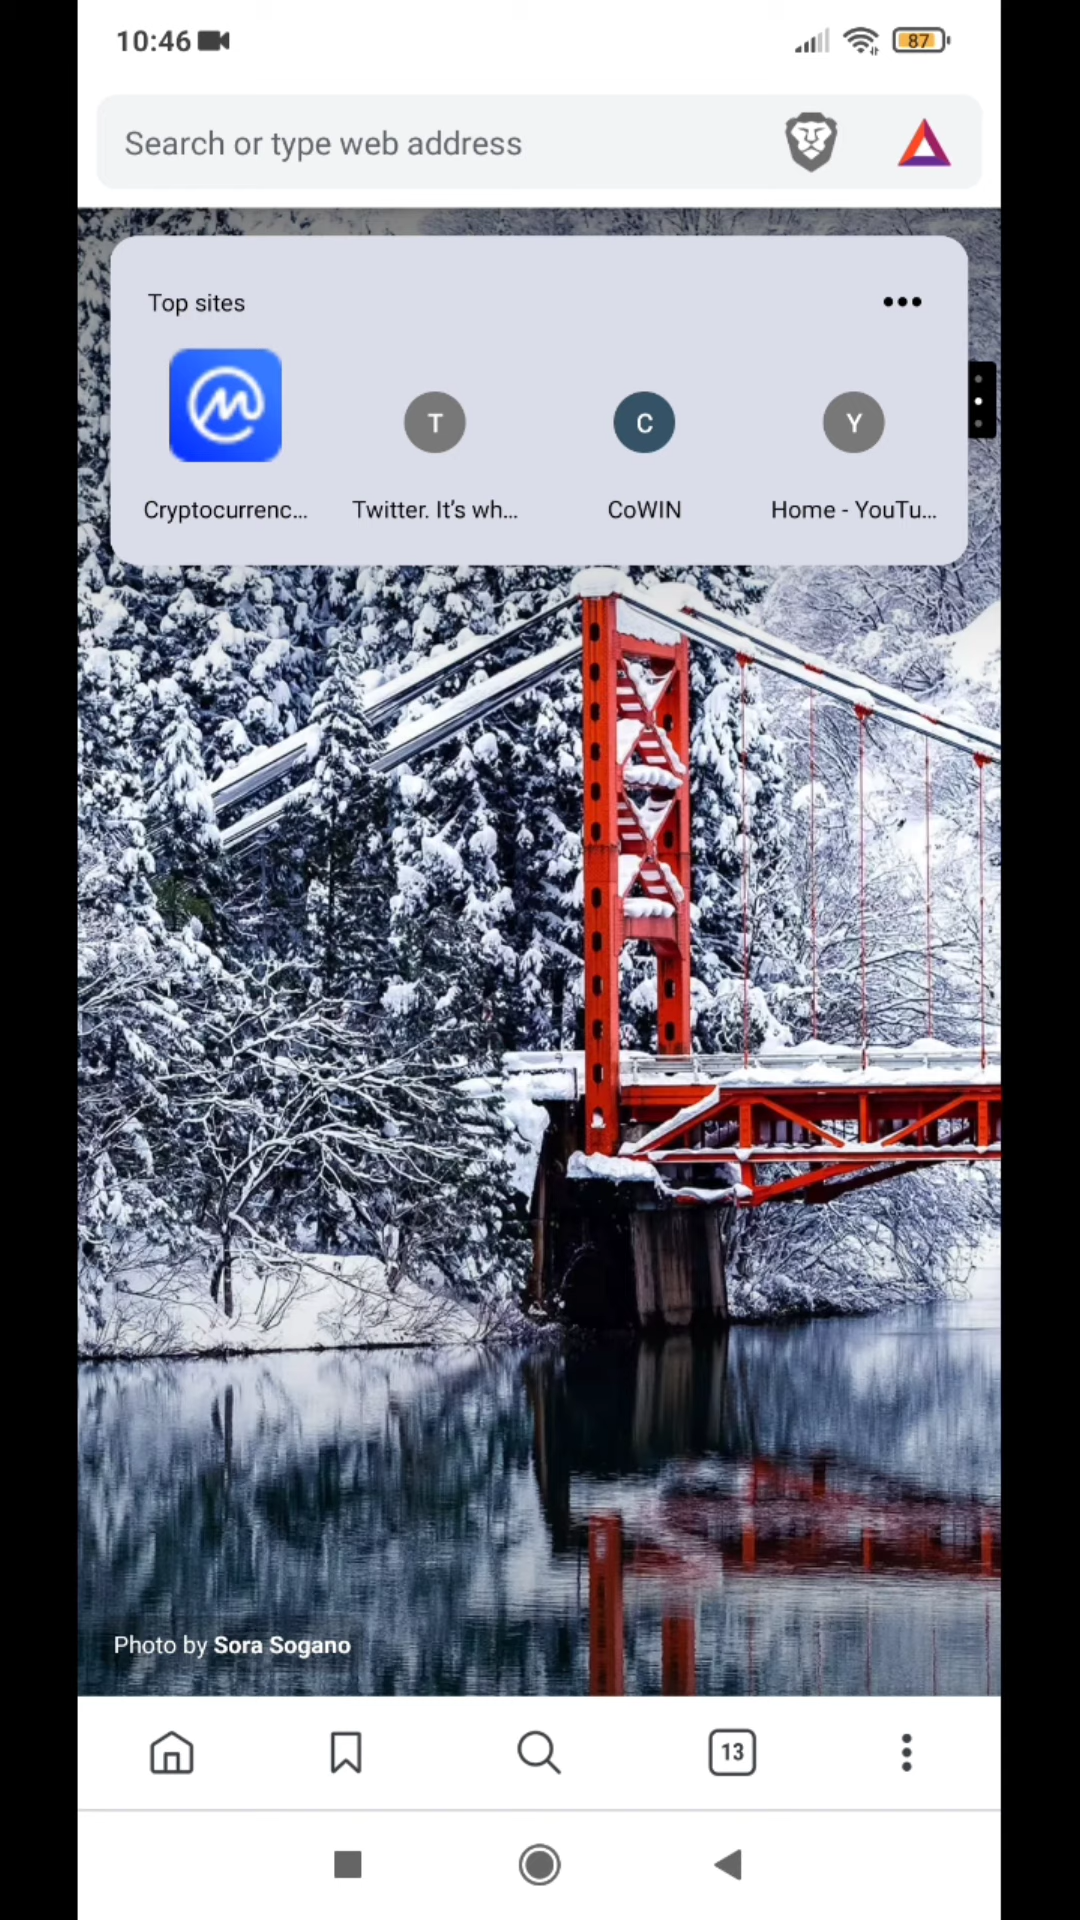 10:46
87
Search or type web address
Top sites
T
C
Y
Cryptocurrenc...
Twitter. It’s wh...
CoWIN
Home - YouTu...
Photo by Sora Sogano
13